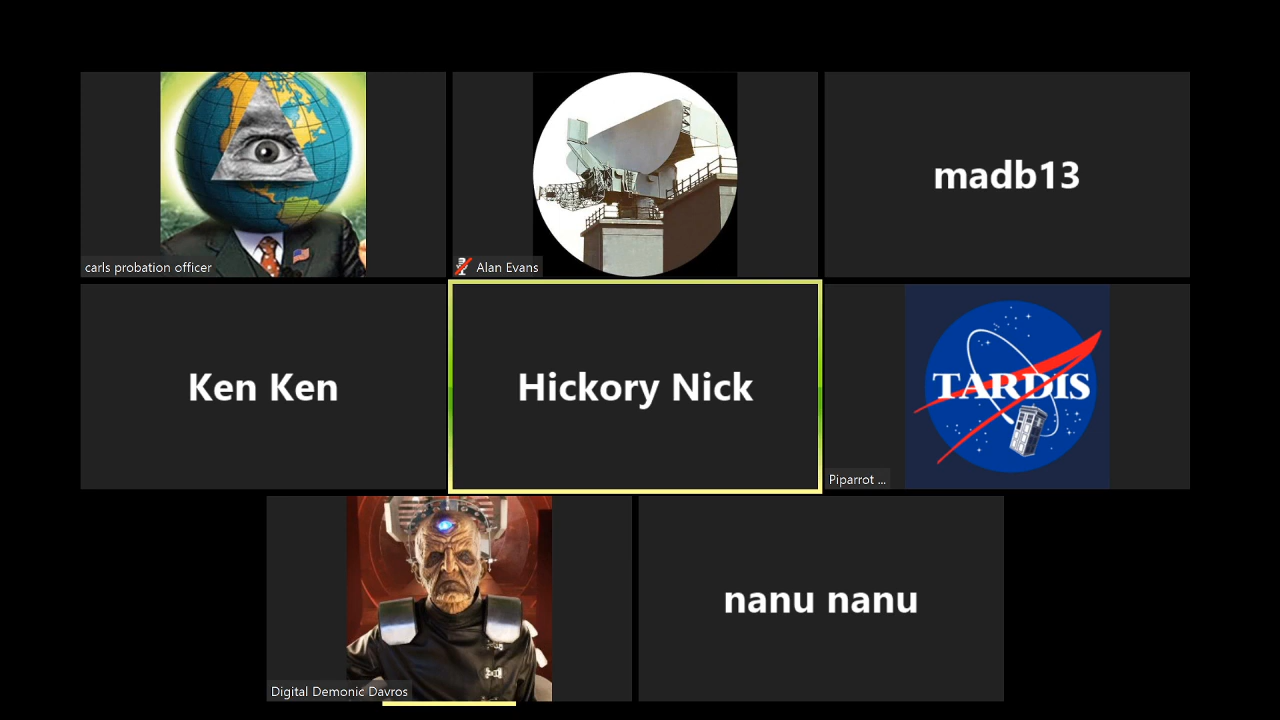 carls probation officer
Alan Evans
madb13
Ken Ken
Hickory Nick
TARDIS
Piparrot ...
Digital Demonic Davros
nanu nanu